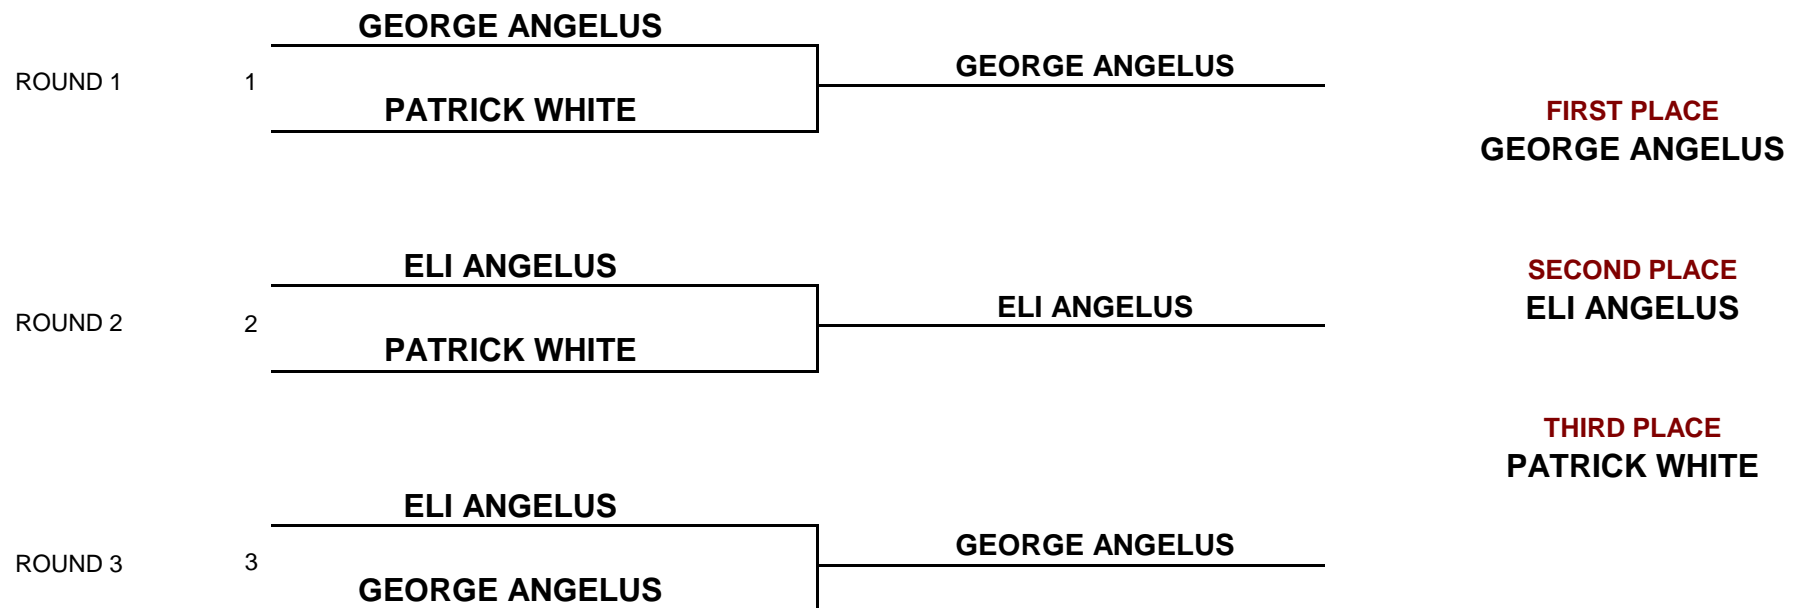 GEORGE ANGELUS
ROUND 1 1 GEORGE ANGELUS
PATRICK WHITE
FIRST PLACE
GEORGE ANGELUS
ELI ANGELUS
ROUND 2 2 ELI ANGELUS
PATRICK WHITE
SECOND PLACE
ELI ANGELUS
THIRD PLACE
PATRICK WHITE
ELI ANGELUS
ROUND 3 3 GEORGE ANGELUS
GEORGE ANGELUS